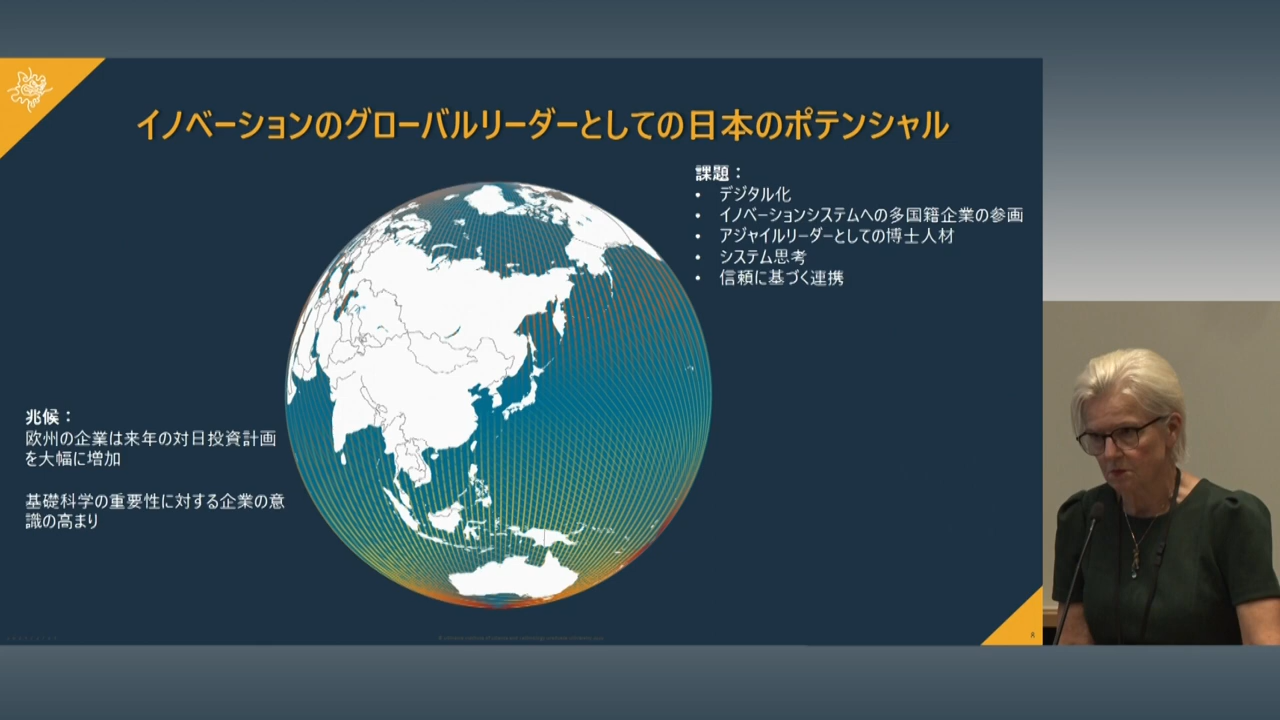 イノベーションのグローバルリーダーとしての日本のポテンシャル
課題：
• デジタル化
• イノベーションシステムへの多国籍企業の参画
• アジャイルリーダーとしての博士人材
• システム思考
• 信頼に基づく連携
兆候：
欧州の企業は来年の対日投資計画
を大幅に増加
基礎科学の重要性に対する企業の意
識の高まり
8